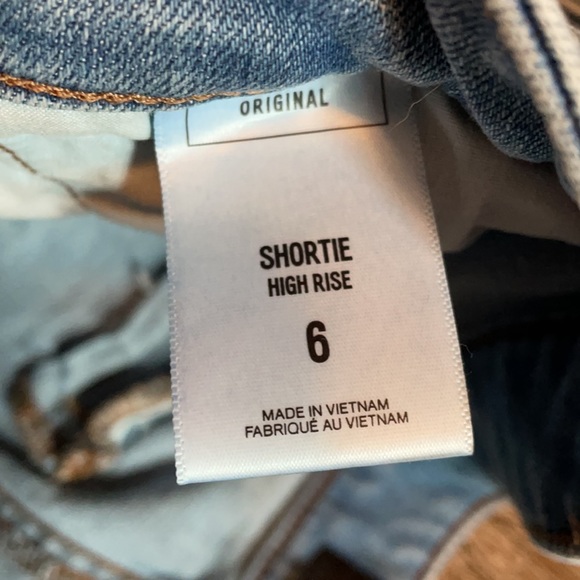 ORIGINAL
SHORTIE
HIGH RISE
6
MADE IN VIETNAM
FABRIQUÉ AU VIETNAM